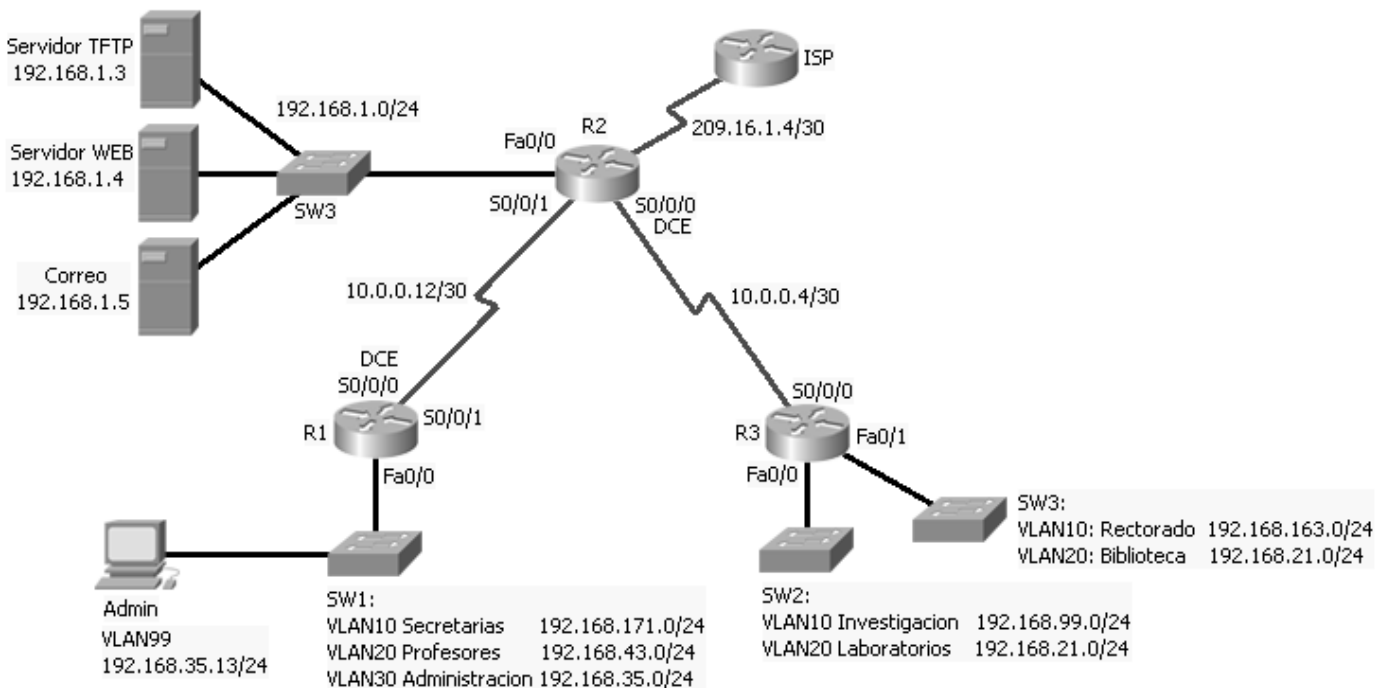 Servidor TFTP
192.168.1.3
192.168.1.0/24
Servidor WEB
192.168.1.4
Correo
192.168.1.5
SW3
Fa0/0
R2
ISP
209.16.1.4/30
S0/0/1
S0/0/0
DCE
10.0.0.12/30
10.0.0.4/30
DCE
S0/0/0
S0/0/1
R1
Fa0/0
S0/0/0
R3
Fa0/1
Fa0/0
Admin
VLAN99
192.168.35.13/24
SW1:
VLAN10 Secretarias 192.168.171.0/24
VLAN20 Profesores 192.168.43.0/24
VLAN30 Administracion 192.168.35.0/24
SW2:
VLAN10 Investigacion 192.168.99.0/24
VLAN20 Laboratorios 192.168.21.0/24
SW3:
VLAN10: Rectorado 192.168.163.0/24
VLAN20: Biblioteca 192.168.21.0/24